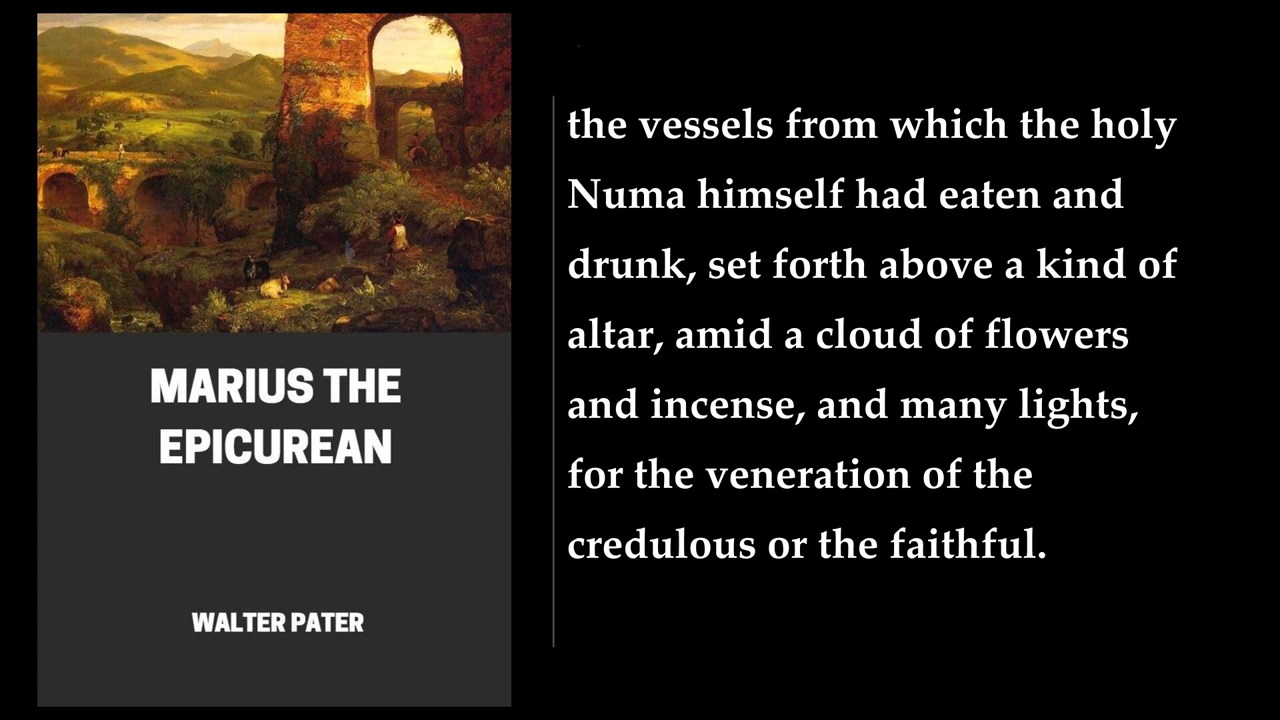 MARIUS THE
EPICUREAN
WALTER PATER
the vessels from which the holy
Numa himself had eaten and
drunk, set forth above a kind of
altar, amid a cloud of flowers
and incense, and many lights,
for the veneration of the
credulous or the faithful.